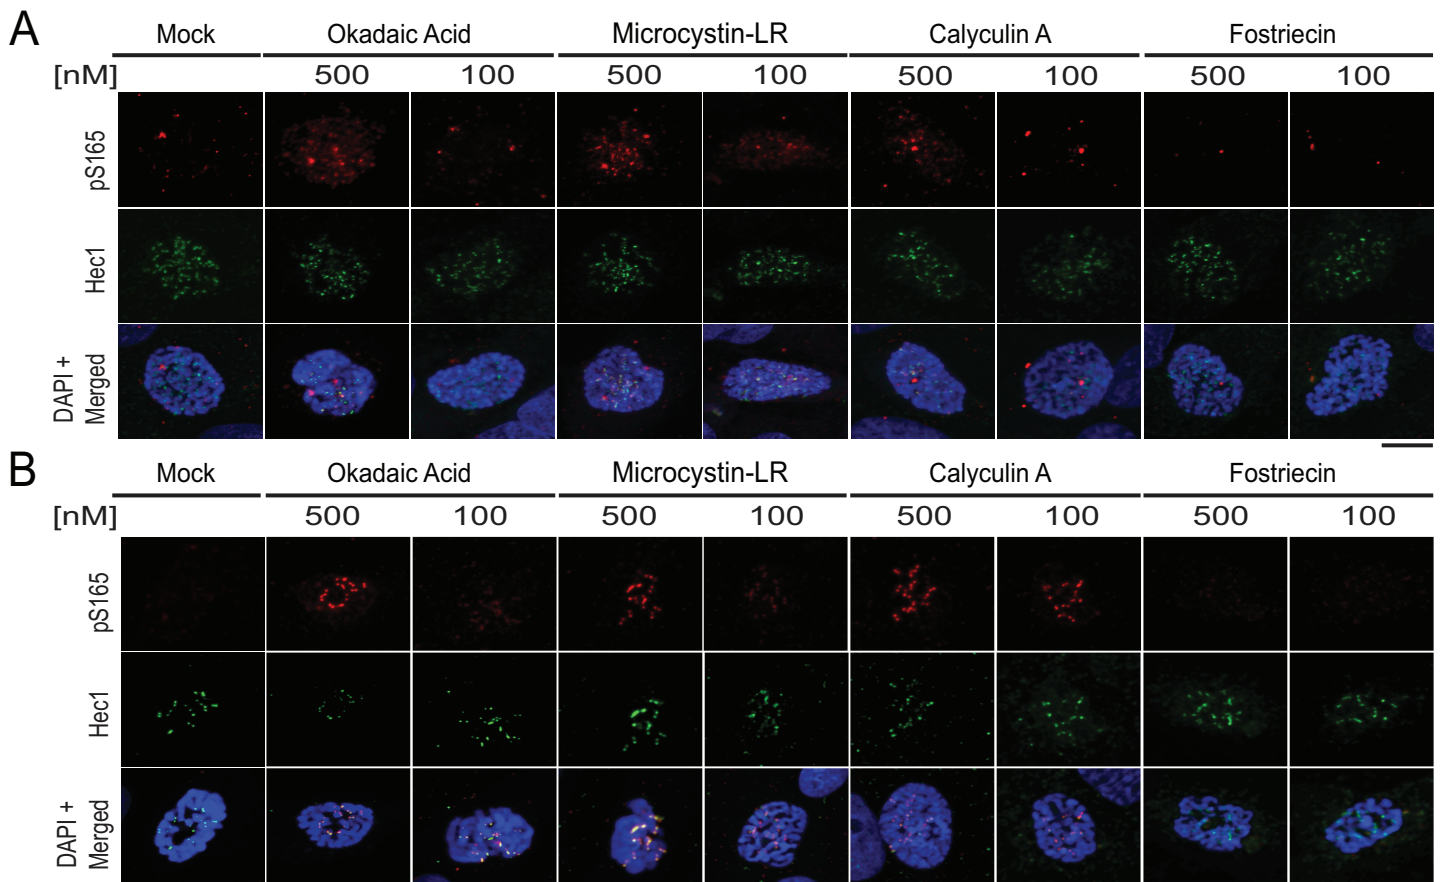 A
Mock Okadaic Acid Microcystin-LR Calyculin A Fostriecin
[nM] 500 100 500 100 500 100 500 100
pS165
Hec1
DAPI +
Merged
B
Mock Okadaic Acid Microcystin-LR Calyculin A Fostriecin
[nM] 500 100 500 100 500 100 500 100
pS165
Hec1
DAPI +
Merged